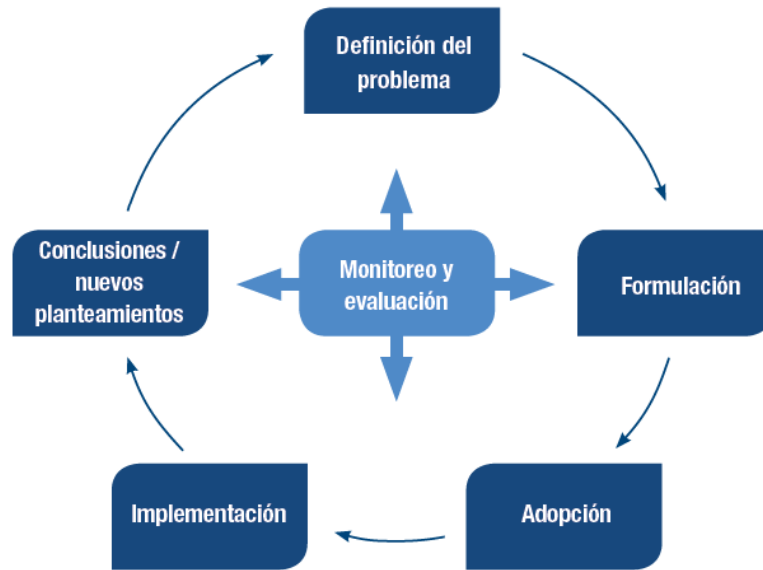 Definición del
problema
Formulación
Adopción
Implementación
Conclusiones /
nuevos
planteamientos
Monitoreo y
evaluación